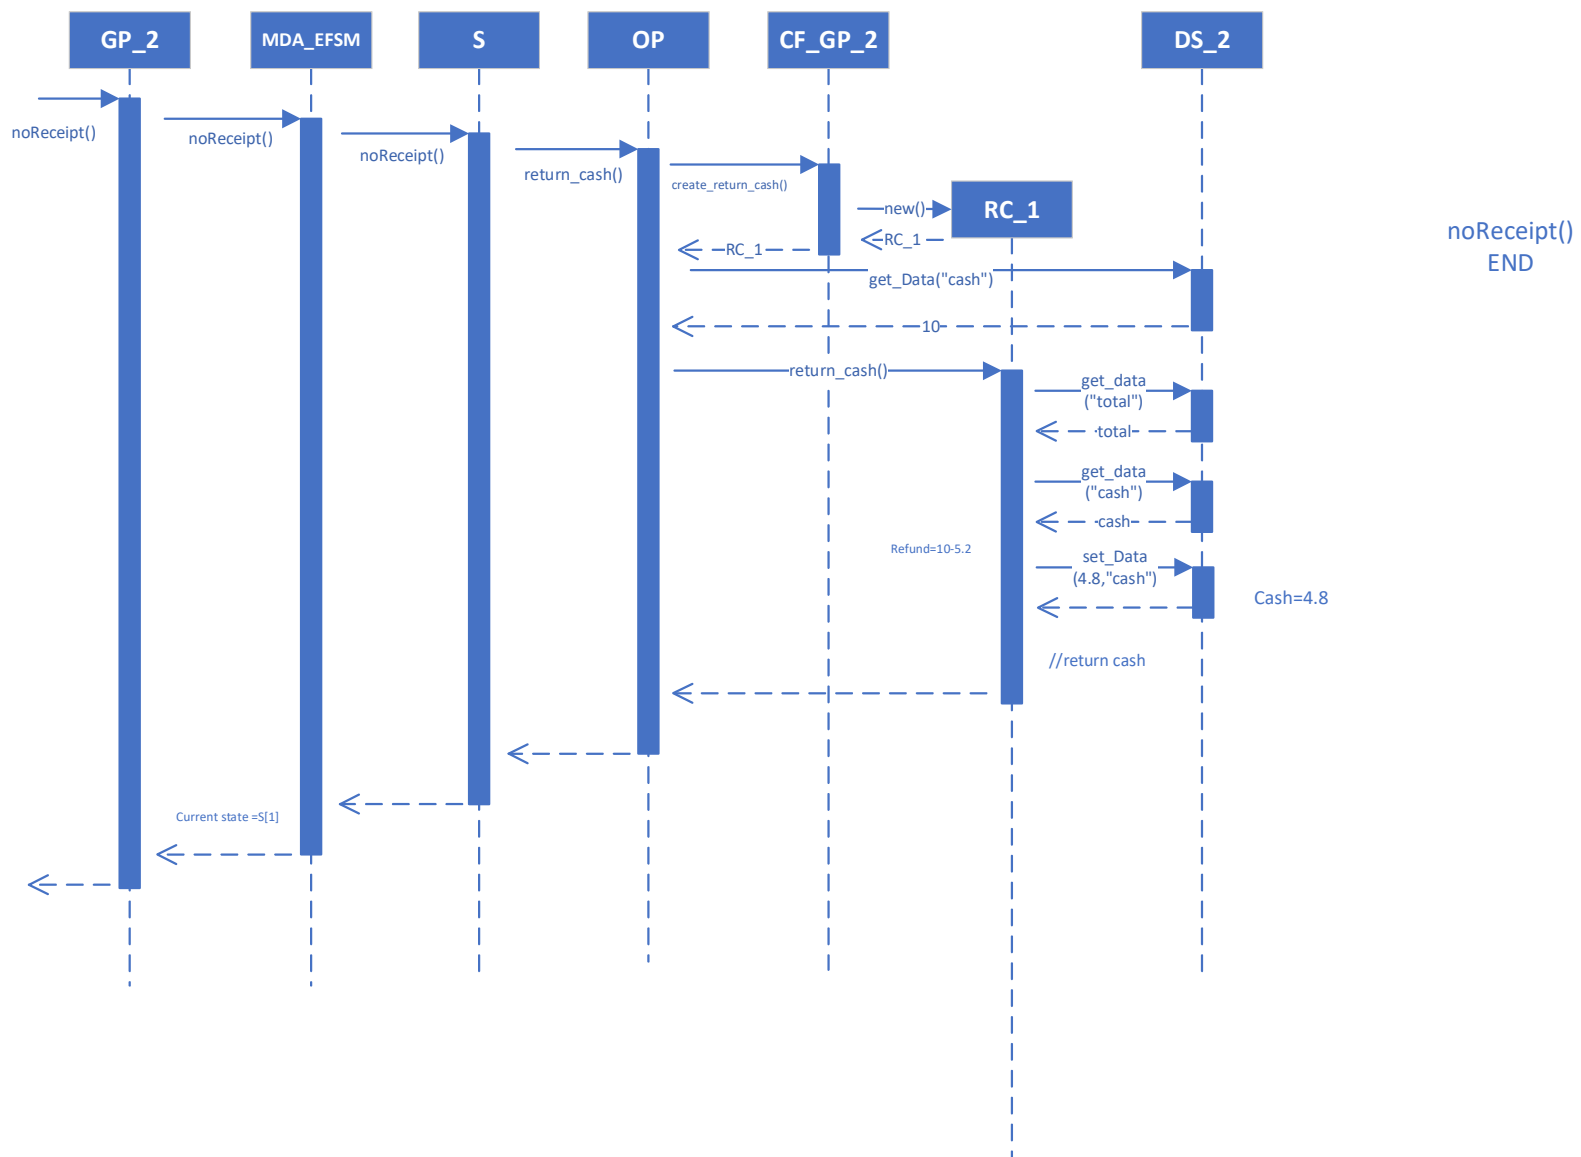 GP_2
MDA_EFSM
S
OP
CF_GP_2
DS_2
noReceipt()
noReceipt()
noReceipt()
return_cash()
create_return_cash()
new()
RC_1
RC_1
RC_1
noReceipt()
END
get_Data("cash")
10
return_cash()
get_data
("total")
total
get_data
("cash")
cash
Refund=10-5.2
set_Data
(4.8,"cash")
Cash=4.8
//return cash
Current state =S[1]